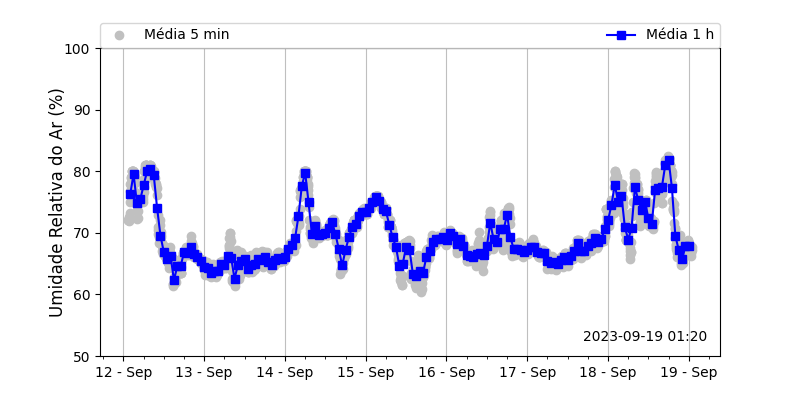 Média 5 min
Média 1 h
Umidade Relativa do Ar (%)
100
90
80
70
60
50
2023-09-19 01:20
12 - Sep
13 - Sep
14 - Sep
15 - Sep
16 - Sep
17 - Sep
18 - Sep
19 - Sep